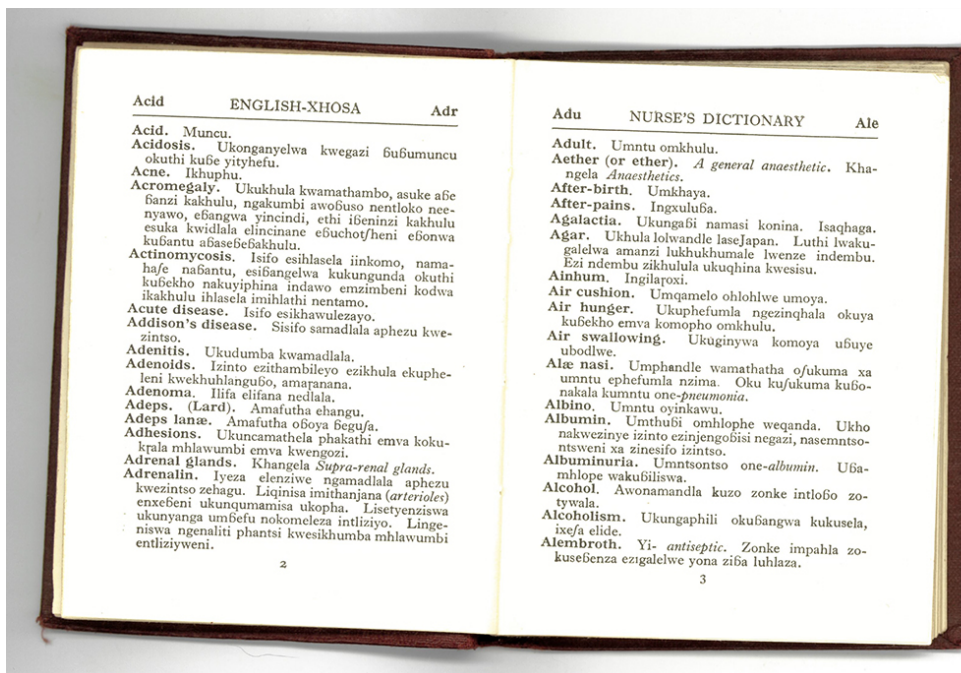 Acid ENGLISH-XHOSA Adr
Acid. Muncu.
Acidosis. Ukonganyelwa kwegazi ɓuɓumuncu
okuthi kuɓe yityhefu.
Acne. Ikhuphu.
Acromegaly. Ukukhula kwamathambo, asuke aɓe
ɓanzi kakhulu, ngakumbi awoɓuso nentloko nee-
nyawo, eɓangwa yincindi, ethi iɓeninzi kakhulu
esuka kwidlala elincinane eɓuchotʃheni eɓonwa
kuɓantu aɓaseɓeɓakhulu.
Actinomycosis. Isifo esihlasela iinkomo, nama-
haʃe naɓantu, esiɓangelwa kukungunda okuthi
kuɓekho nakuyiphina indawo emzimbeni kodwa
ikakhulu ihlasela imihlathi nentamo.
Acute disease. Isifo esikhawulezayo.
Addison's disease. Sisifo samadlala aphezu kwe-
zintso.
Adenitis. Ukudumba kwamadlala.
Adenoids. Izinto ezithambileyo ezikhula ekuphe-
leni kwekhuhlanguɓo, amaɼanana.
Adenoma. Ilifa elifana nedlala.
Adeps. (Lard). Amafutha ehangu.
Adeps lanæ. Amafutha oɓoya ɓeguʃa.
Adhesions. Ukuncamathela phakathi emva koku-
kɼala mhlawumbi emva kwengozi.
Adrenal glands. Khangela Supra-renal glands.
Adrenalin. Iyeza elenziwe ngamadlala aphezu
kwezintso zehagu. Liqinisa imithanjana (arterioles)
enxeɓeni ukunqumamisa ukopha. Lisetyenziswa
ukunyanga umɓefu nokomeleza intliziyo. Linge-
niswa ngenaliti phantsi kwesikhumba mhlawumbi
entliziyweni.
2
Adu NURSE'S DICTIONARY Ale
Adult. Umntu omkhulu.
Aether (or ether). A general anaesthetic. Kha-
ngela Anaesthetics.
After-birth. Umkhaya.
After-pains. Ingxuluɓa.
Agalactia. Ukungaɓi namasi konina. Isaqhaga.
Agar. Ukhula lolwandle laseJapan. Luthi lwaku-
galelwa amanzi lukhukhumale lwenze indembu.
Ezi ndembu zikhulula ukuqhina kwesisu.
Ainhum. Ingilaɼoxi.
Air cushion. Umqamelo ohlohlwe umoya.
Air hunger. Ukuphefumla ngezinqhala okuya
kuɓekho emva komopho omkhulu.
Air swallowing. Ukuginywa komoya uɓuye
ubodlwe.
Alæ nasi. Umphandle wamathatha oʃukuma xa
umntu ephefumla nzima. Oku kuʃukuma kuɓo-
nakala kumntu one-pneumonia.
Albino. Umntu oyinkawu.
Albumin. Umthuɓi omhlophe weqanda. Ukho
nakwezinye izinto ezinjengoɓisi negazi, nasemntso-
ntsweni xa zinesifo izintso.
Albuminuria. Umntsontso one-albumin. Uɓa-
mhlope wakuɓiliswa.
Alcohol. Awonamandla kuzo zonke intloɓo zo-
tywala.
Alcoholism. Ukungaphili okuɓangwa kukusela,
ixeʃa elide.
Alembroth. Yi- antiseptic. Zonke impahla zo-
kuseɓenza ezigalelwe yona ziɓa luhlaza.
3